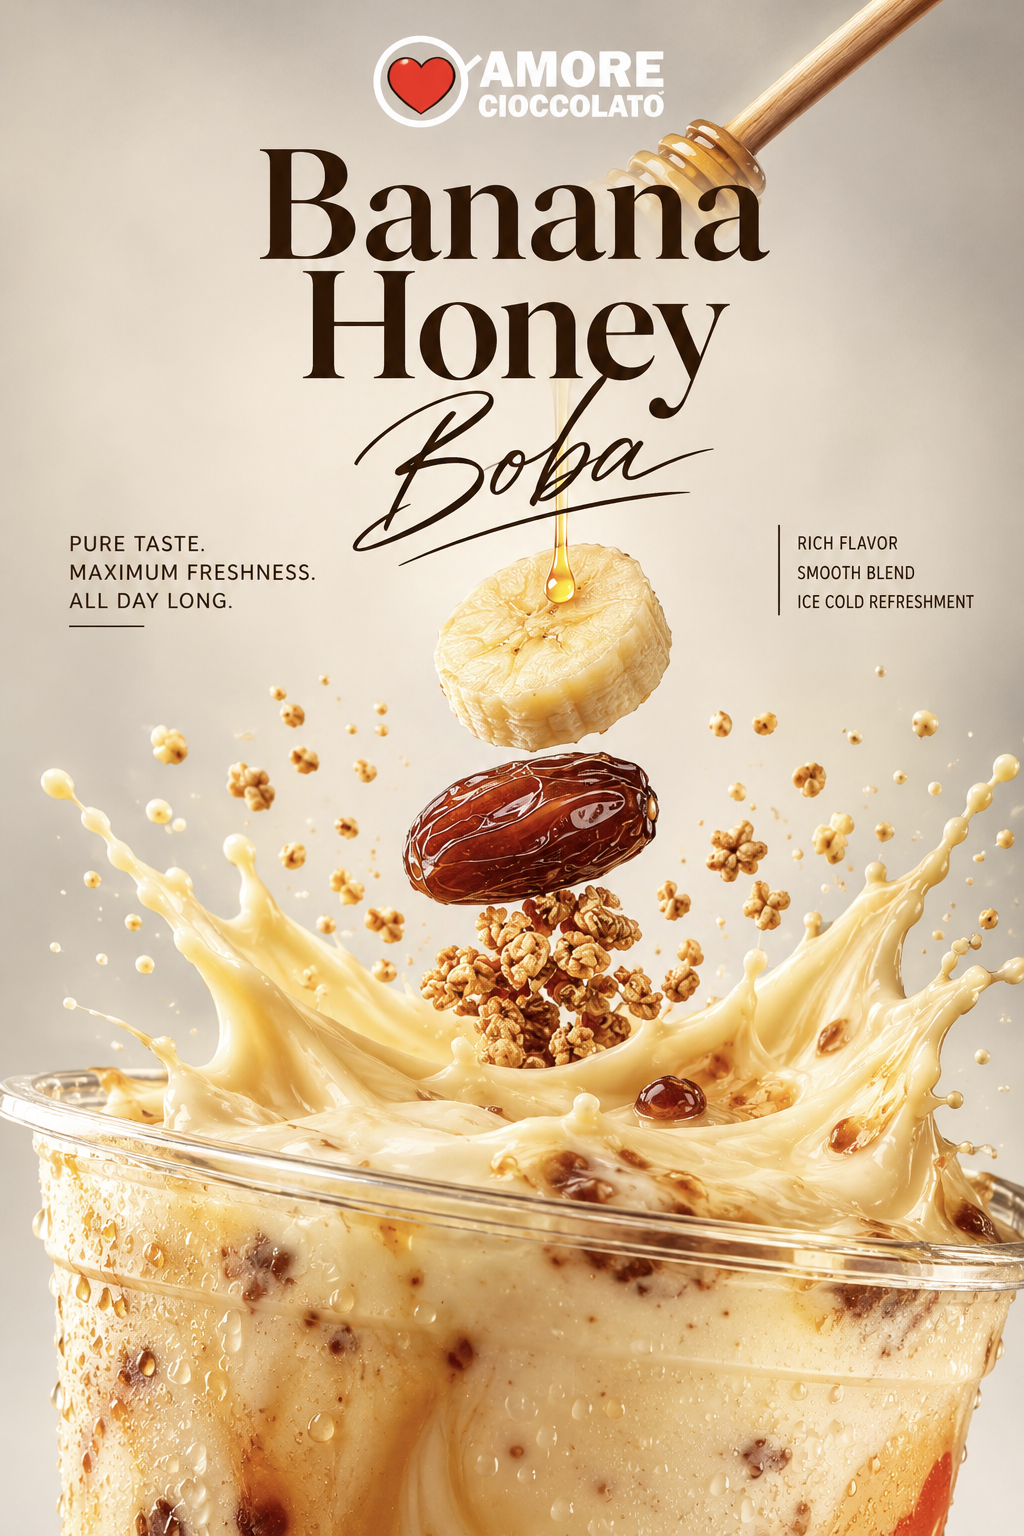 AMORE
CIOCCOLATO
Banana
Honey
Boba
PURE TASTE.
MAXIMUM FRESHNESS.
ALL DAY LONG.
RICH FLAVOR
SMOOTH BLEND
ICE COLD REFRESHMENT